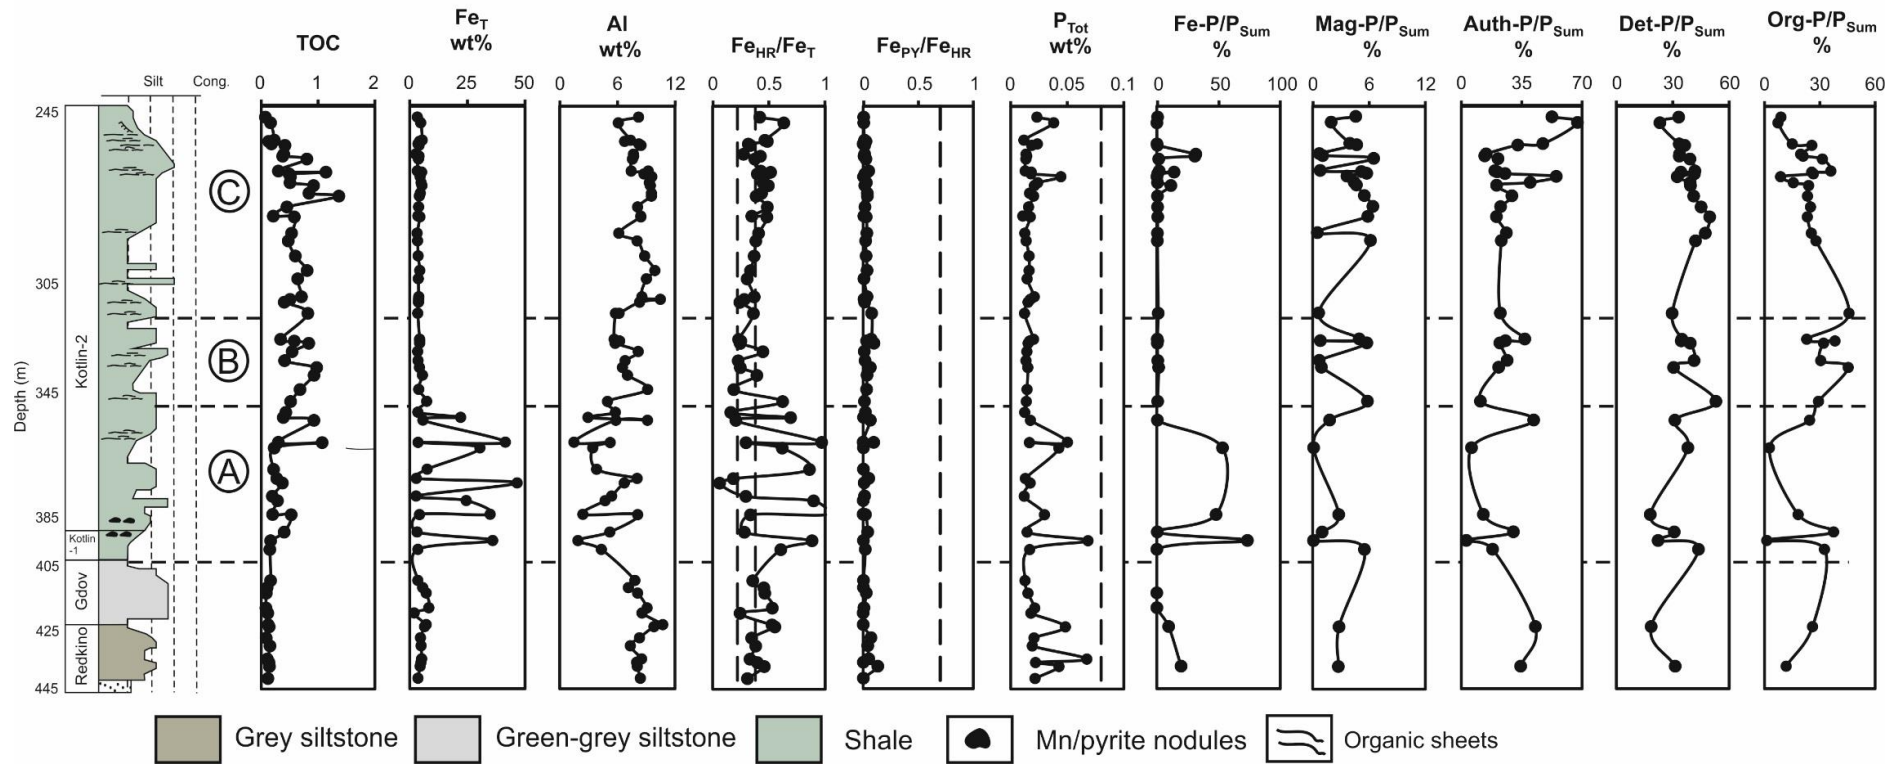 TOC
Fe_T
wt%
Al
wt%
Fe_HR/Fe_T
Fe_PY/Fe_HR
P_Tot
wt%
Fe-P/P_Sum
%
Mag-P/P_Sum
%
Auth-P/P_Sum
%
Det-P/P_Sum
%
Org-P/P_Sum
%
Silt
Cong.
0 1 2
0 25 50
0 6 12
0 0.5 1
0 0.5 1
0 0.05 0.1
0 50 100
0 6 12
0 35 70
0 30 60
0 30 60
Depth (m)
245
305
345
385
405
425
445
Kotlin-2
Kotlin
-1
Gdov
Redkino
C
B
A
Grey siltstone
Green-grey siltstone
Shale
Mn/pyrite nodules
Organic sheets